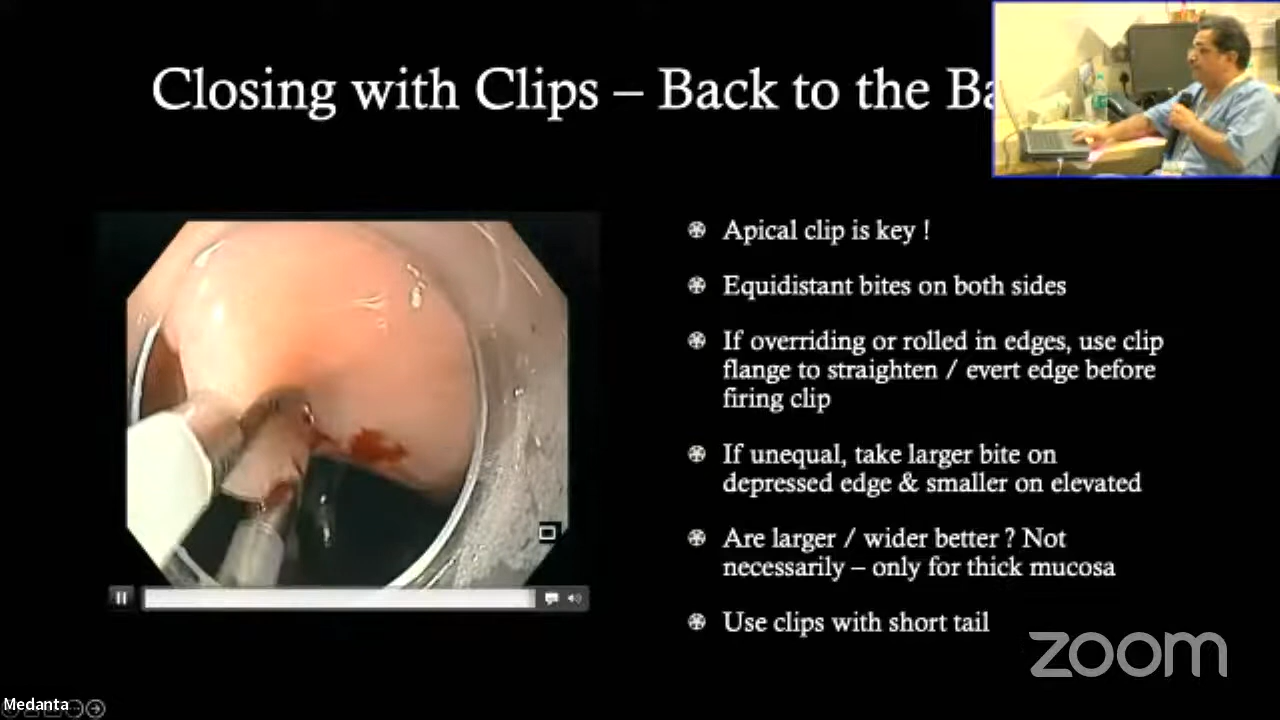 Closing with Clips – Back to the Ba
Apical clip is key !
Equidistant bites on both sides
If overriding or rolled in edges, use clip
flange to straighten / evert edge before
firing clip
If unequal, take larger bite on
depressed edge & smaller on elevated
Are larger / wider better ? Not
necessarily – only for thick mucosa
Use clips with short tail
zoom
Medanta